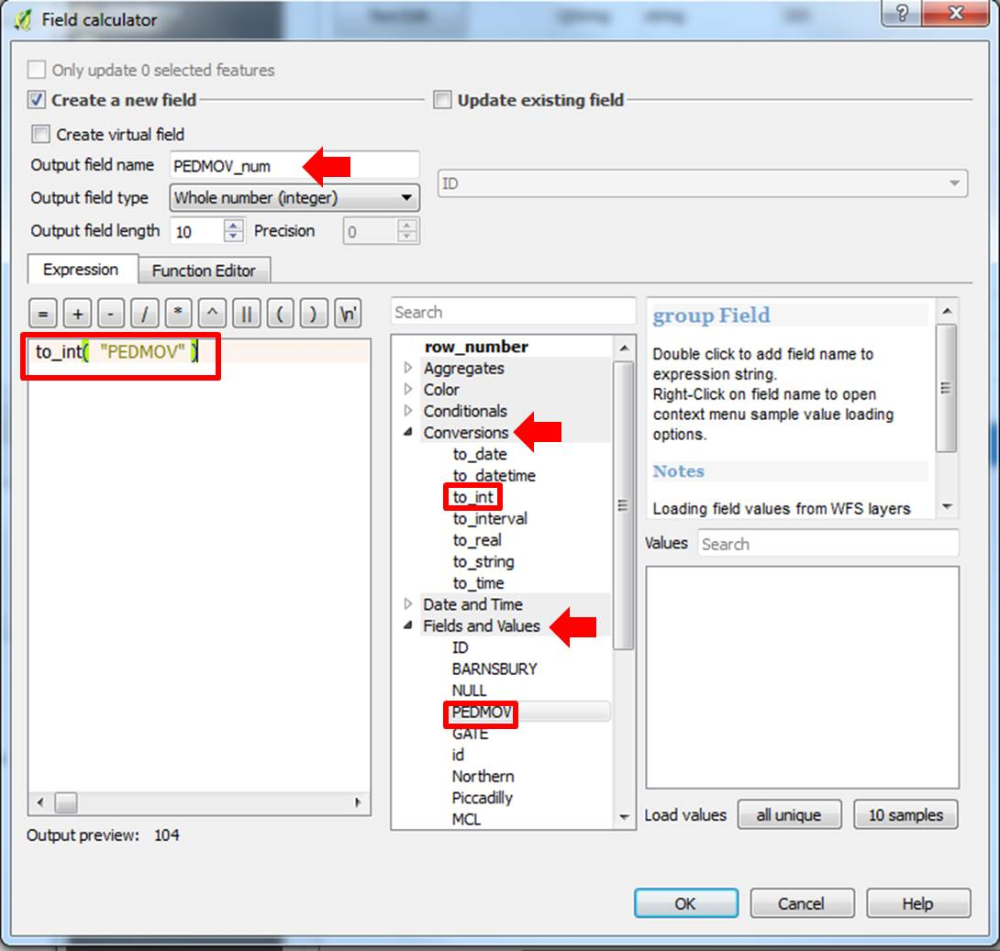 Field calculator
Only update 0 selected features
Create a new field
Update existing field
Create virtual field
Output field name PEDMOV_num
ID
Output field type Whole number (integer)
Output field length 10 Precision 0
Expression Function Editor
= + - / * ^ || ( ) '\n'
to_int( "PEDMOV" )
Search
row_number
Aggregates
Color
Conditionals
Conversions
to_date
to_datetime
to_int
to_interval
to_real
to_string
to_time
Date and Time
Fields and Values
ID
BARNSBURY
NULL
PEDMOV
GATE
id
Northern
Piccadilly
MCL
group Field
Double click to add field name to
expression string.
Right-Click on field name to open
context menu sample value loading
options.
Notes
Loading field values from WFS layers
Values Search
Load values all unique 10 samples
Output preview: 104
OK Cancel Help